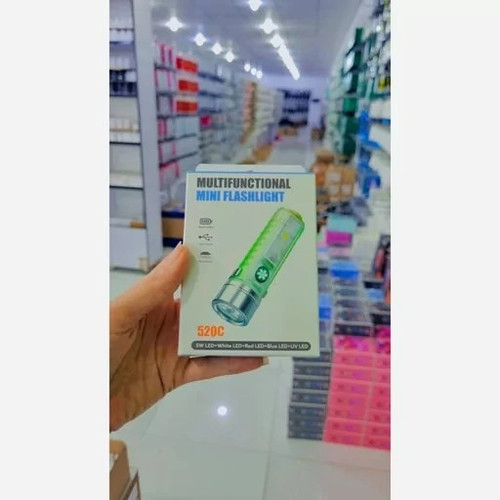 MULTIFUNCTIONAL
MINI FLASHLIGHT
520C
5W LED+White LED+Red LED+Blue LED+UV LED